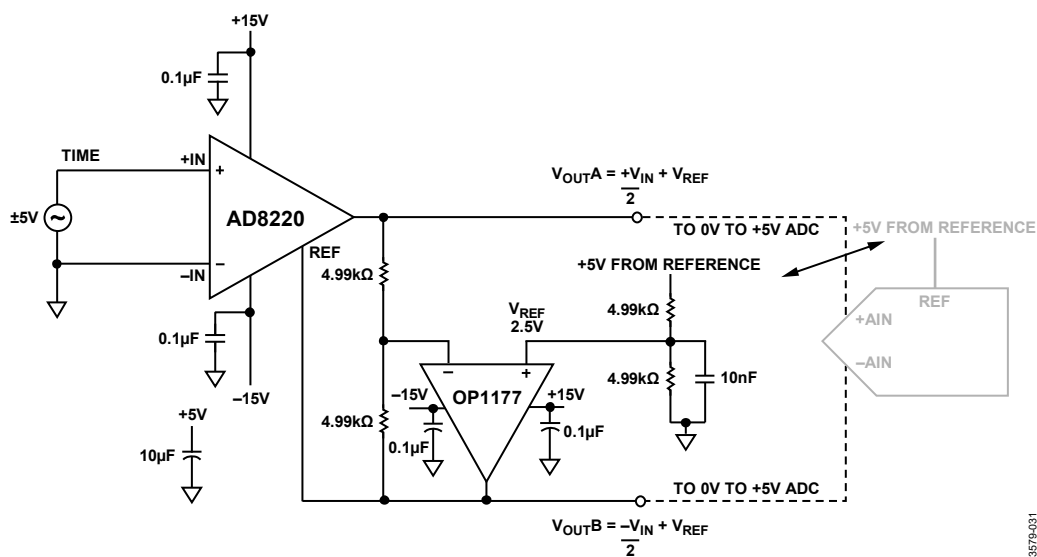 +15V
0.1µF
TIME
+IN
+
±5V
AD8220
REF
–IN
–
0.1µF
–15V
+5V
10µF
4.99kΩ
4.99kΩ
VOUTA = +VIN + VREF
2
TO 0V TO +5V ADC
+5V FROM REFERENCE
+5V FROM REFERENCE
REF
+AIN
–AIN
VREF
2.5V
4.99kΩ
4.99kΩ
10nF
–
+
OP1177
–15V
+15V
0.1µF
0.1µF
TO 0V TO +5V ADC
VOUTB = –VIN + VREF
2
3579-031